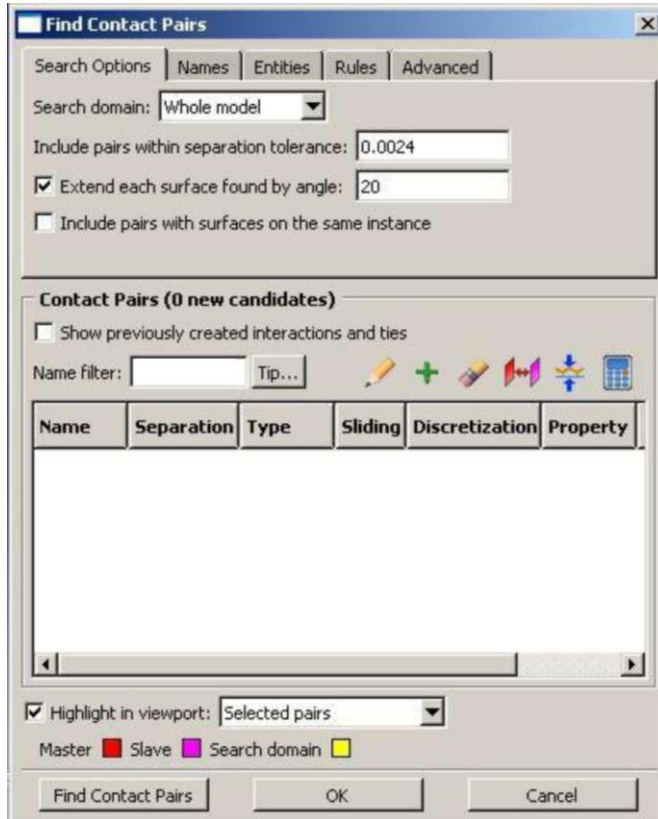 Find Contact Pairs
Search Options Names Entities Rules Advanced
Search domain: Whole model
Include pairs within separation tolerance: 0.0024
Extend each surface found by angle: 20
Include pairs with surfaces on the same instance
Contact Pairs (0 new candidates)
Show previously created interactions and ties
Name filter: Tip...
Name Separation Type Sliding Discretization Property
Highlight in viewport: Selected pairs
Master Slave Search domain
Find Contact Pairs OK Cancel